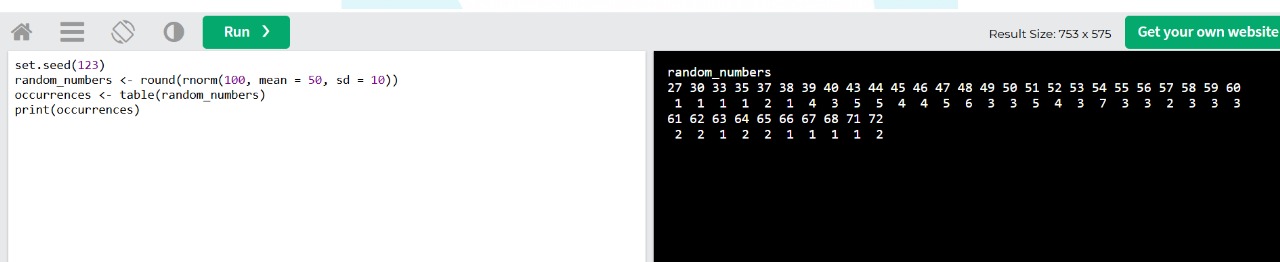 Run ❯
Result Size: 753 x 575
Get your own website
set.seed(123)
random_numbers <- round(rnorm(100, mean = 50, sd = 10))
occurrences <- table(random_numbers)
print(occurrences)
random_numbers
27 30 33 35 37 38 39 40 43 44 45 46 47 48 49 50 51 52 53 54 55 56 57 58 59 60
1 1 1 1 2 1 4 3 5 5 4 4 5 6 3 3 5 4 3 7 3 3 2 3 3 3
61 62 63 64 65 66 67 68 71 72
2 2 1 2 2 1 1 1 1 2